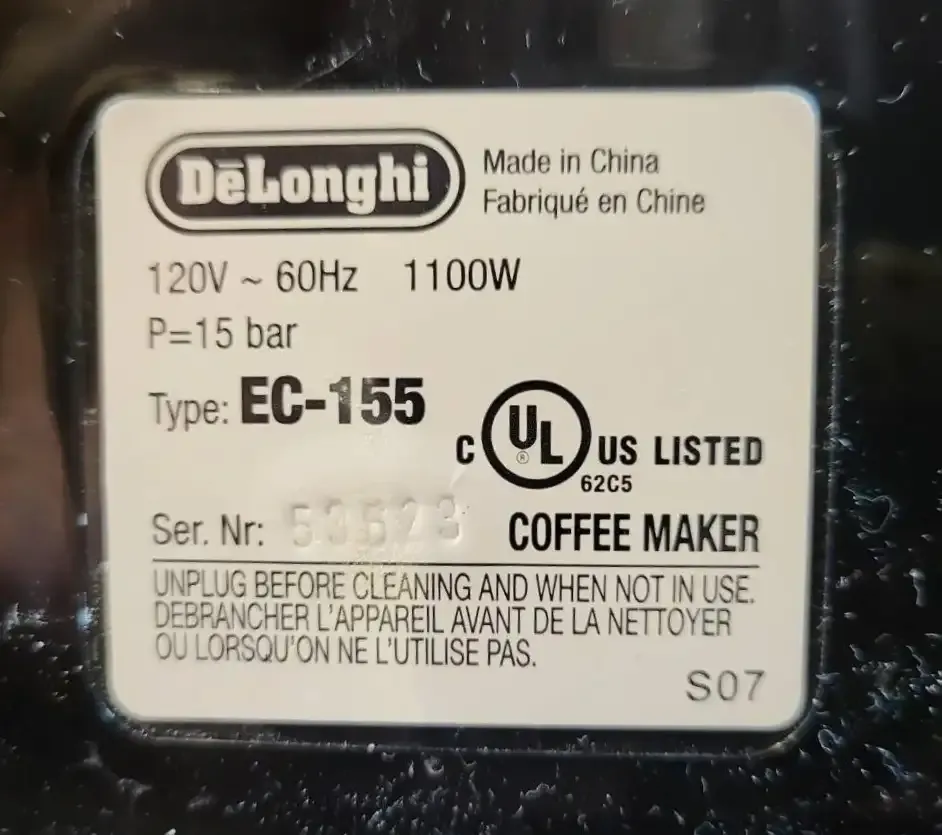 DeLonghi
Made in China
Fabriqué en Chine
120V ~ 60Hz 1100W
P=15 bar
Type: EC-155
C UL® US LISTED
62C5
Ser. Nr:
COFFEE MAKER
UNPLUG BEFORE CLEANING AND WHEN NOT IN USE.
DEBRANCHER L'APPAREIL AVANT DE LA NETTOYER
OU LORSQU'ON NE L'UTILISE PAS.
S07